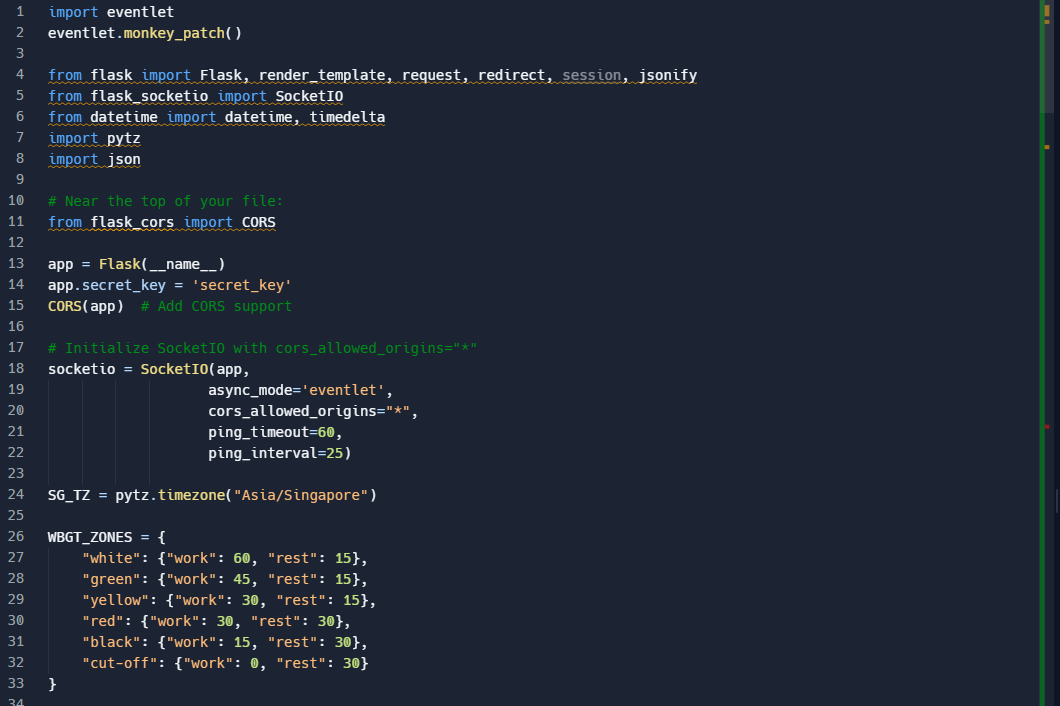 1 import eventlet
2 eventlet.monkey_patch()
3
4 from flask import Flask, render_template, request, redirect, session, jsonify
5 from flask_socketio import SocketIO
6 from datetime import datetime, timedelta
7 import pytz
8 import json
9
10 # Near the top of your file:
11 from flask_cors import CORS
12
13 app = Flask(__name__)
14 app.secret_key = 'secret_key'
15 CORS(app)  # Add CORS support
16
17 # Initialize SocketIO with cors_allowed_origins="*"
18 socketio = SocketIO(app,
19                    async_mode='eventlet',
20                    cors_allowed_origins="*",
21                    ping_timeout=60,
22                    ping_interval=25)
23
24 SG_TZ = pytz.timezone("Asia/Singapore")
25
26 WBGT_ZONES = {
27     "white": {"work": 60, "rest": 15},
28     "green": {"work": 45, "rest": 15},
29     "yellow": {"work": 30, "rest": 15},
30     "red": {"work": 30, "rest": 30},
31     "black": {"work": 15, "rest": 30},
32     "cut-off": {"work": 0, "rest": 30}
33 }
34